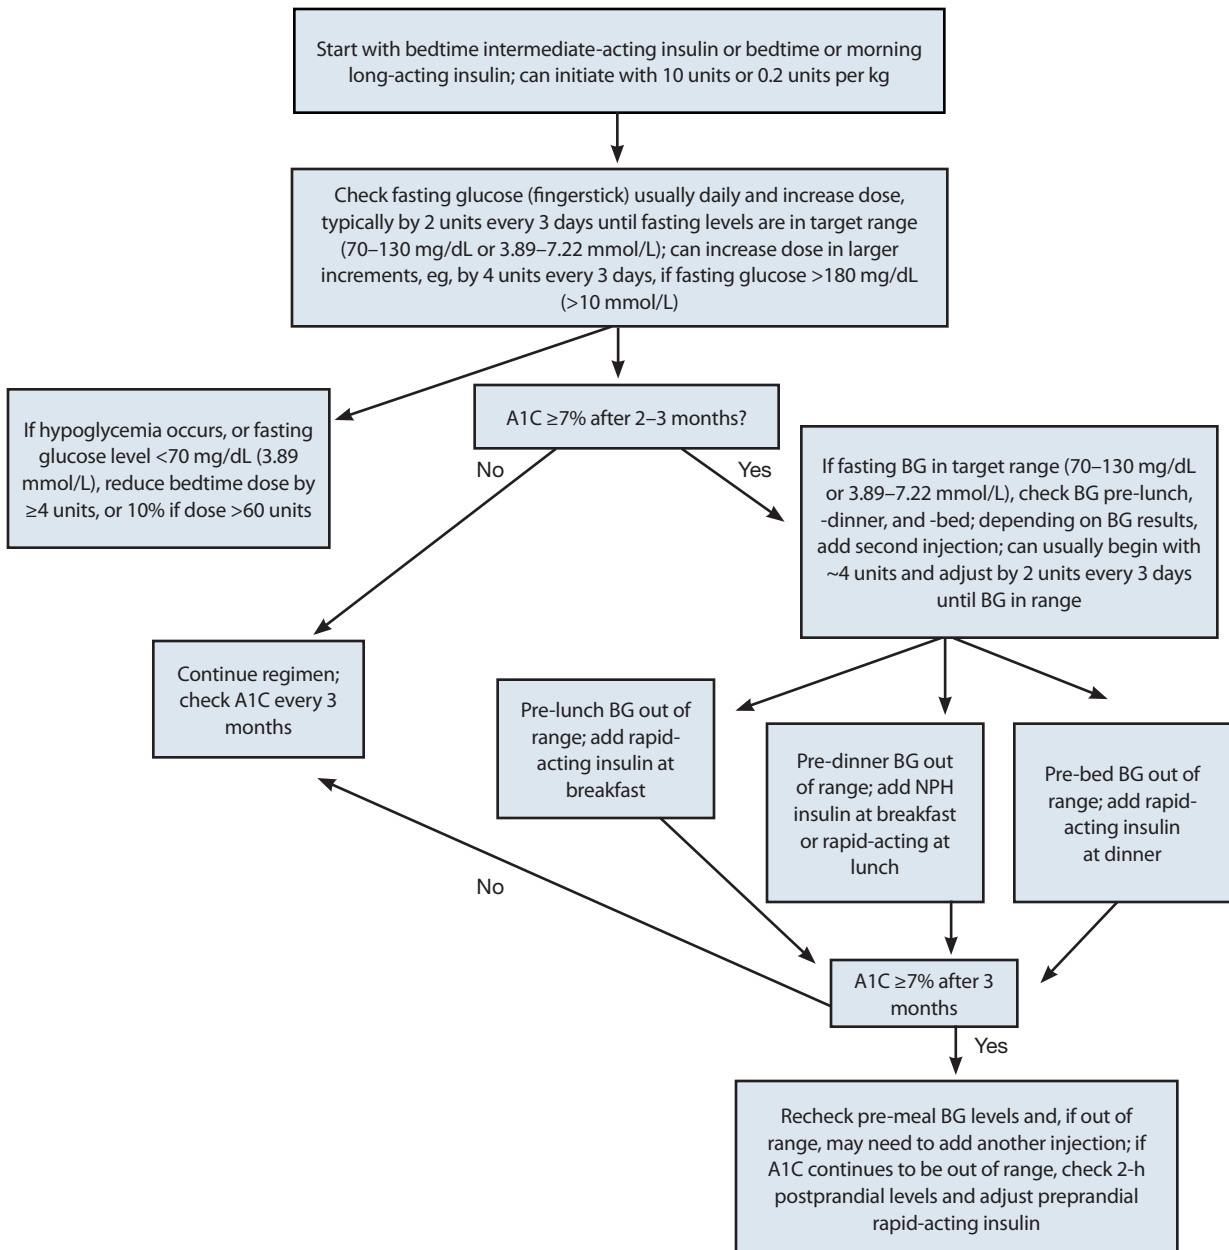 Start with bedtime intermediate-acting insulin or bedtime or morning
long-acting insulin; can initiate with 10 units or 0.2 units per kg
Check fasting glucose (fingerstick) usually daily and increase dose,
typically by 2 units every 3 days until fasting levels are in target range
(70–130 mg/dL or 3.89–7.22 mmol/L); can increase dose in larger
increments, eg, by 4 units every 3 days, if fasting glucose >180 mg/dL
(>10 mmol/L)
If hypoglycemia occurs, or fasting
glucose level <70 mg/dL (3.89
mmol/L), reduce bedtime dose by
≥4 units, or 10% if dose >60 units
A1C ≥7% after 2–3 months?
No
Yes
If fasting BG in target range (70–130 mg/dL
or 3.89–7.22 mmol/L), check BG pre-lunch,
-dinner, and -bed; depending on BG results,
add second injection; can usually begin with
~4 units and adjust by 2 units every 3 days
until BG in range
Continue regimen;
check A1C every 3
months
Pre-lunch BG out of
range; add rapid-
acting insulin at
breakfast
Pre-dinner BG out
of range; add NPH
insulin at breakfast
or rapid-acting at
lunch
Pre-bed BG out of
range; add rapid-
acting insulin
at dinner
No
A1C ≥7% after 3
months
Yes
Recheck pre-meal BG levels and, if out of
range, may need to add another injection; if
A1C continues to be out of range, check 2-h
postprandial levels and adjust preprandial
rapid-acting insulin